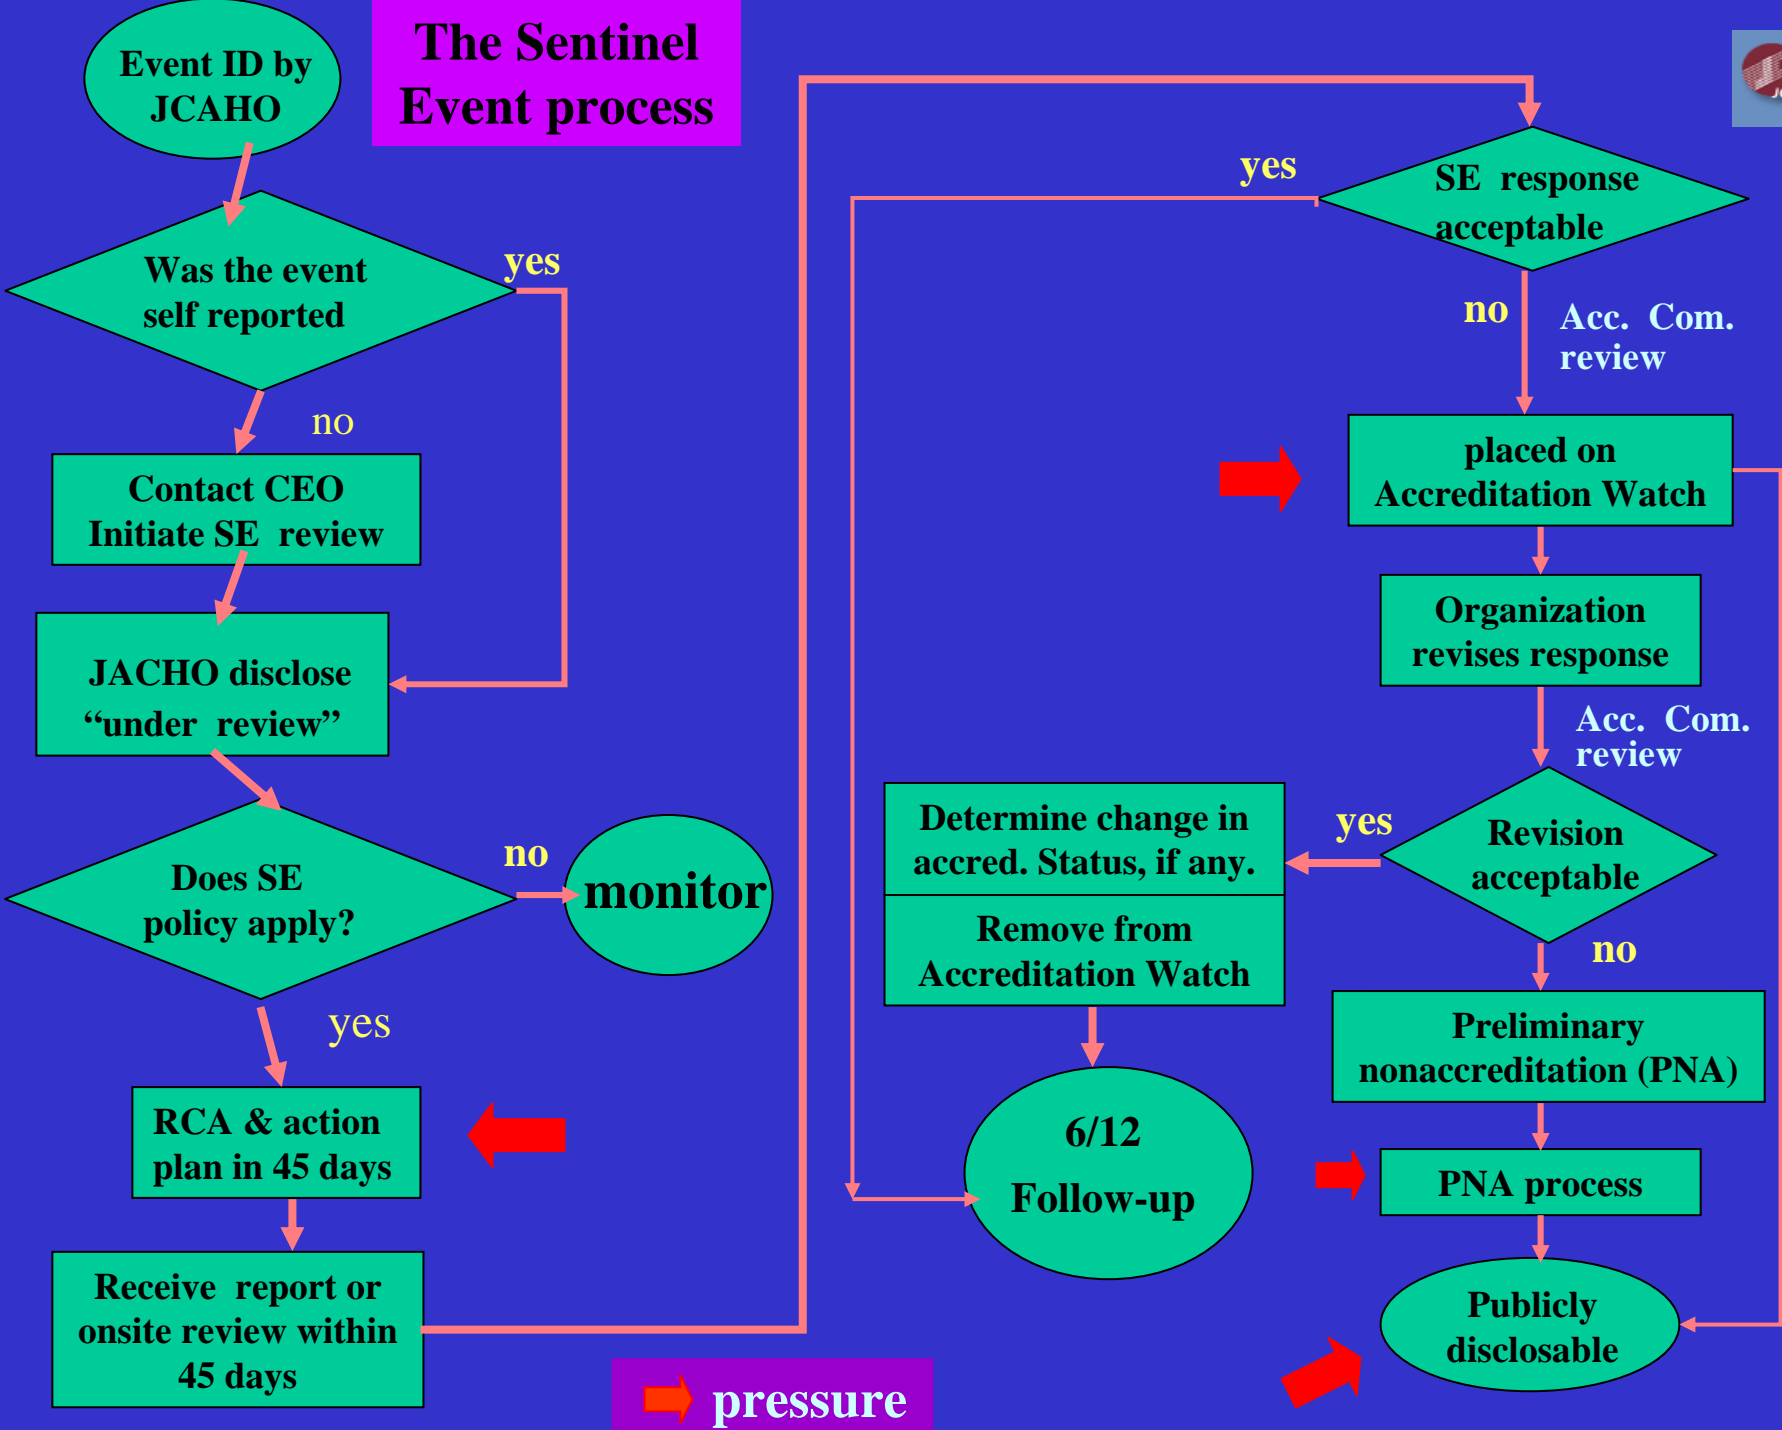 The Sentinel
Event process
Event ID by
JCAHO
Was the event
self reported
yes
no
Contact CEO
Initiate SE review
JACHO disclose
“under review”
Does SE
policy apply?
no
monitor
yes
RCA & action
plan in 45 days
Receive report or
onsite review within
45 days
pressure
yes
SE response
acceptable
no
Acc. Com.
review
placed on
Accreditation Watch
Organization
revises response
Acc. Com.
review
Revision
acceptable
yes
Determine change in
accred. Status, if any.
Remove from
Accreditation Watch
6/12
Follow-up
no
Preliminary
nonaccreditation (PNA)
PNA process
Publicly
disclosable